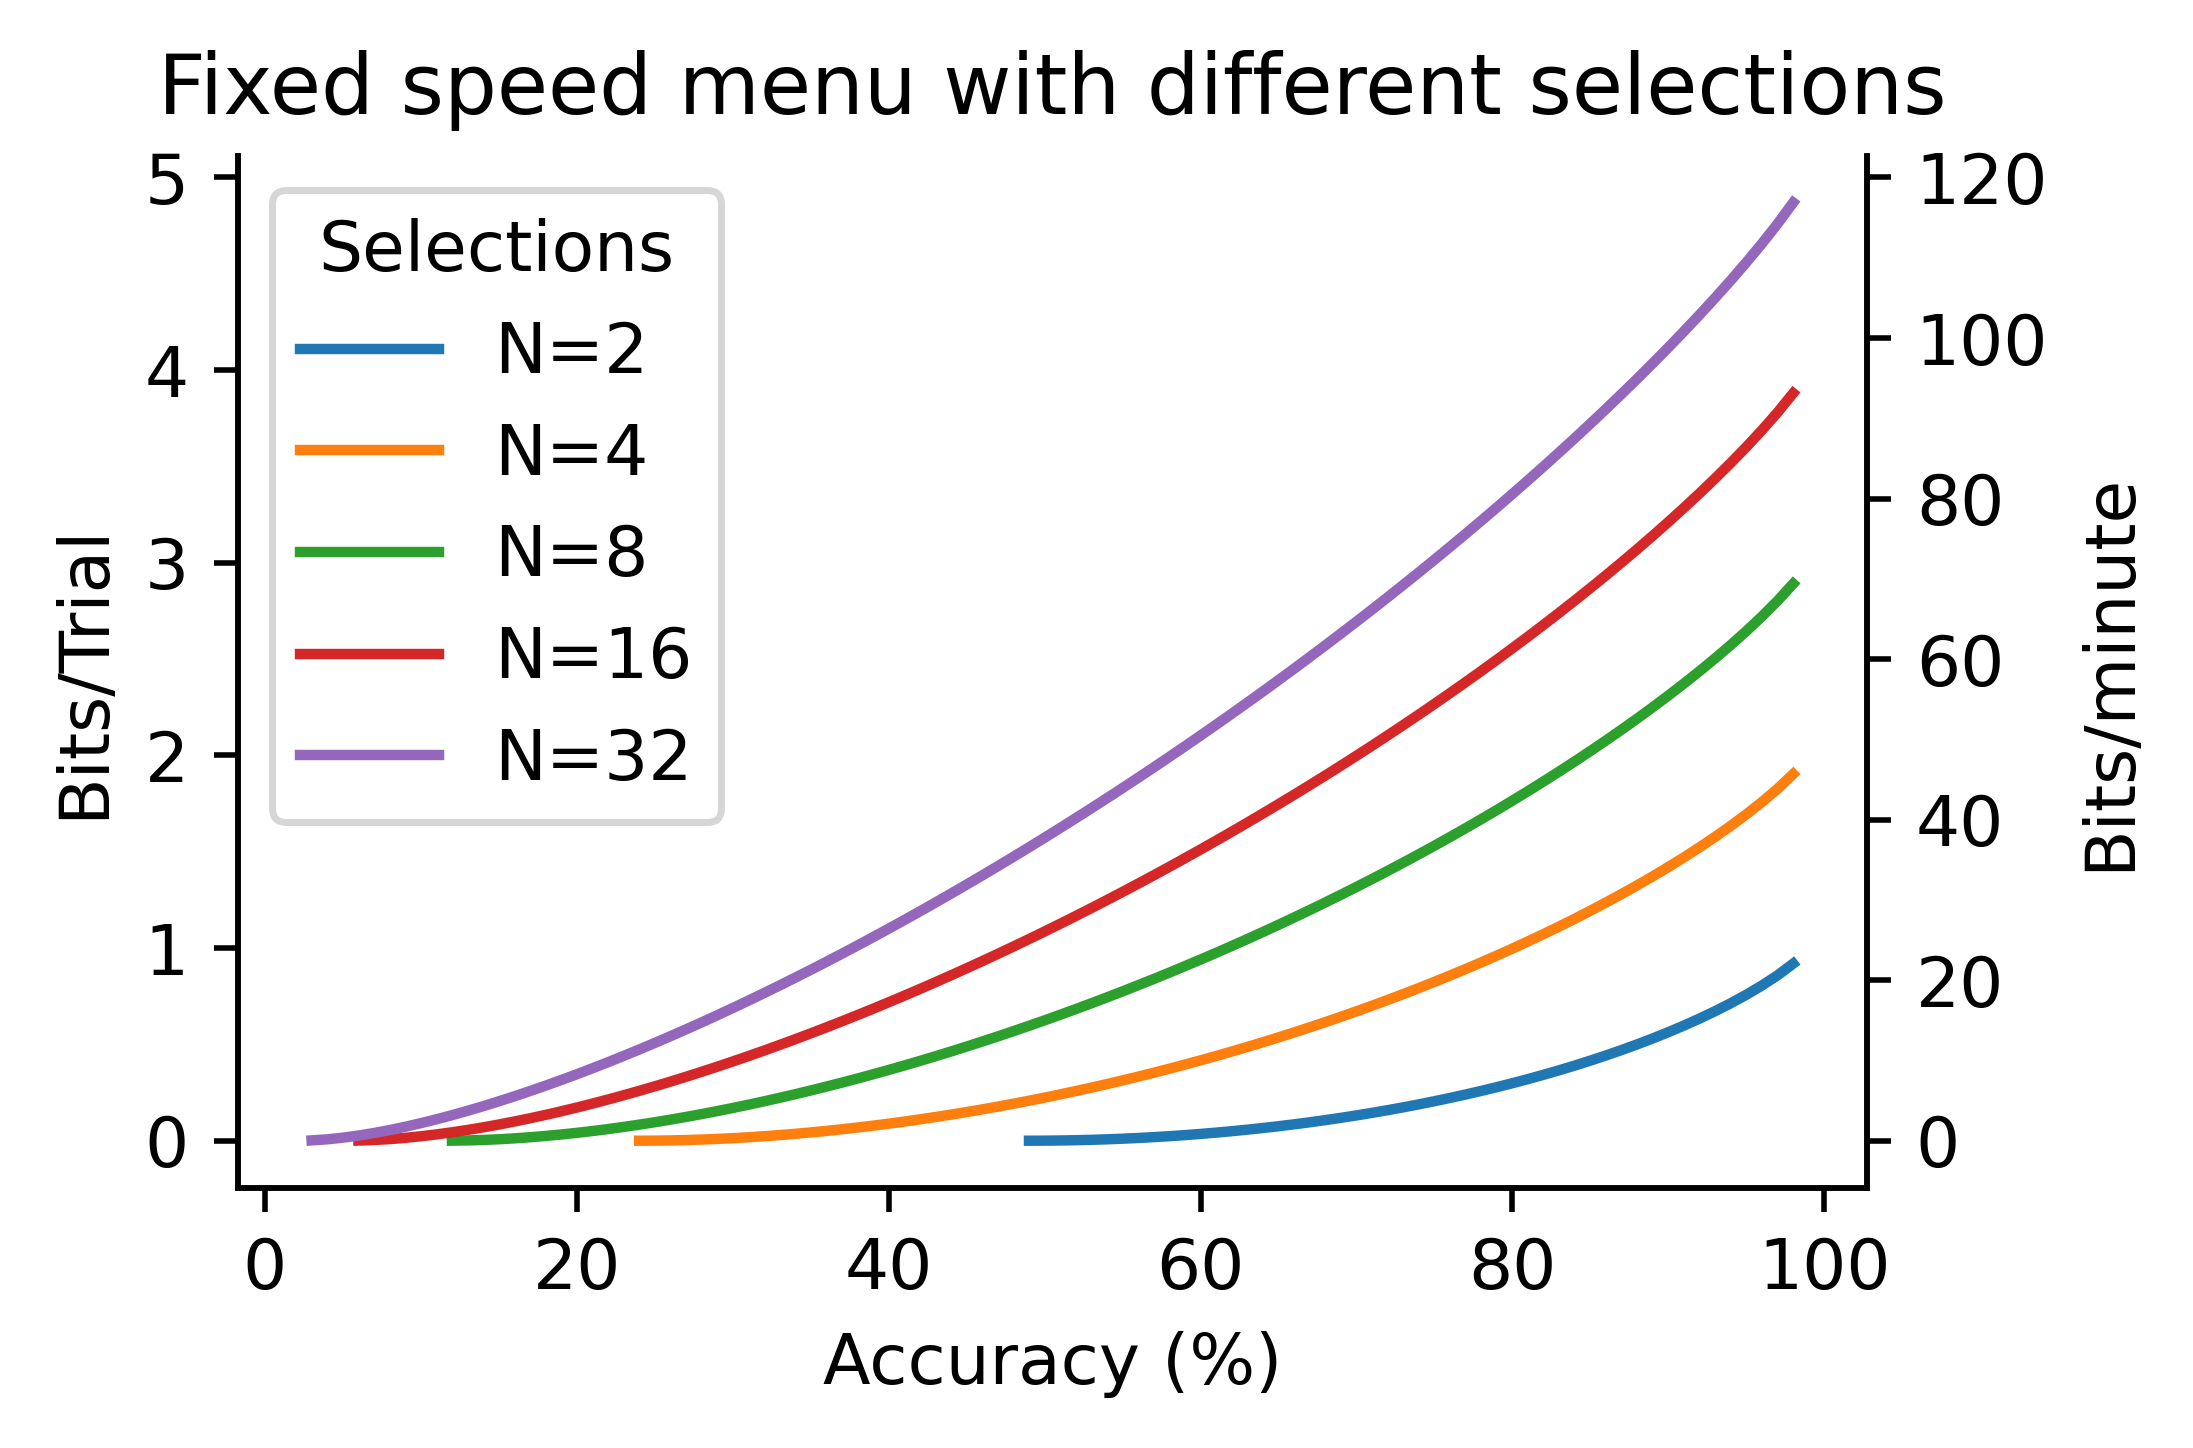 Fixed speed menu with different selections
5
4
3
2
1
0
Bits/Trial
Selections
N=2
N=4
N=8
N=16
N=32
120
100
80
60
40
20
0
Bits/minute
0 20 40 60 80 100
Accuracy (%)